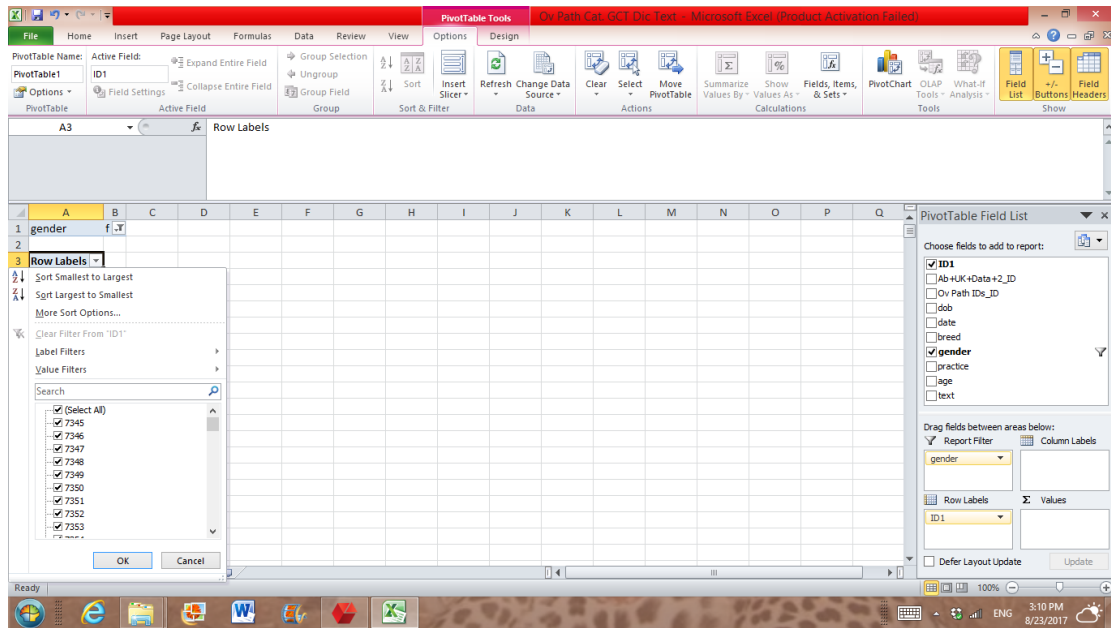 PivotTable Tools Ov Path Cat. GCT Dic Text - Microsoft Excel (Product Activation Failed)
File Home Insert Page Layout Formulas Data Review View Options Design
PivotTable Name: Active Field:
PivotTable1 ID1
Options Field Settings
Expand Entire Field
Collapse Entire Field
Group Selection
Ungroup
Group Field
Sort
Insert Slicer
Refresh
Change Data Source
Clear
Select
Move PivotTable
Summarize Values By
Show Values As
Fields, Items, & Sets
PivotChart
OLAP Tools
What-If Analysis
Field List
+/- Buttons
Field Headers
PivotTable Active Field Group Sort & Filter Data Actions Calculations Tools Show
A3 fx Row Labels
A B C D E F G H I J K L M N O P Q
1 gender f
2
3 Row Labels
Sort Smallest to Largest
Sort Largest to Smallest
More Sort Options...
Clear Filter From "ID1"
Label Filters
Value Filters
Search
(Select All)
7345
7346
7347
7348
7349
7350
7351
7352
7353
OK Cancel
PivotTable Field List
Choose fields to add to report:
ID1
Ab+UK+Data+2_ID
Ov Path IDs_ID
dob
date
breed
gender
practice
age
text
Drag fields between areas below:
Report Filter Column Labels
gender
Row Labels Σ Values
ID1
Defer Layout Update Update
Ready 100%
ENG 3:10 PM
8/23/2017